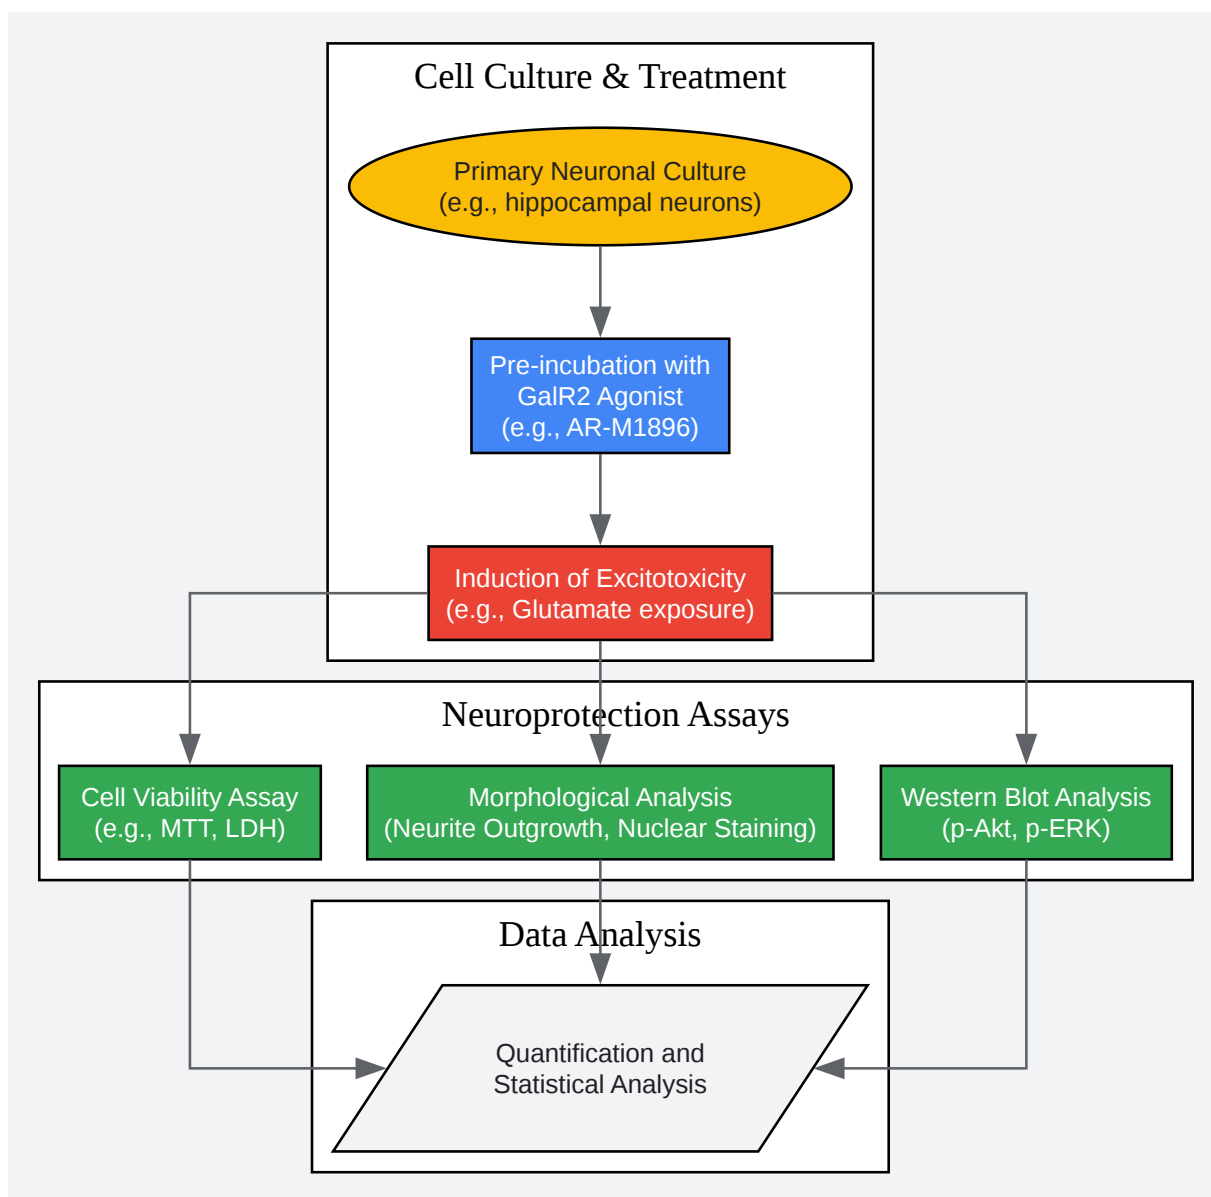 Cell Culture & Treatment
Primary Neuronal Culture
(e.g., hippocampal neurons)
Pre-incubation with
GalR2 Agonist
(e.g., AR-M1896)
Induction of Excitotoxicity
(e.g., Glutamate exposure)
Neuroprotection Assays
Cell Viability Assay
(e.g., MTT, LDH)
Morphological Analysis
(Neurite Outgrowth, Nuclear Staining)
Western Blot Analysis
(p-Akt, p-ERK)
Data Analysis
Quantification and
Statistical Analysis